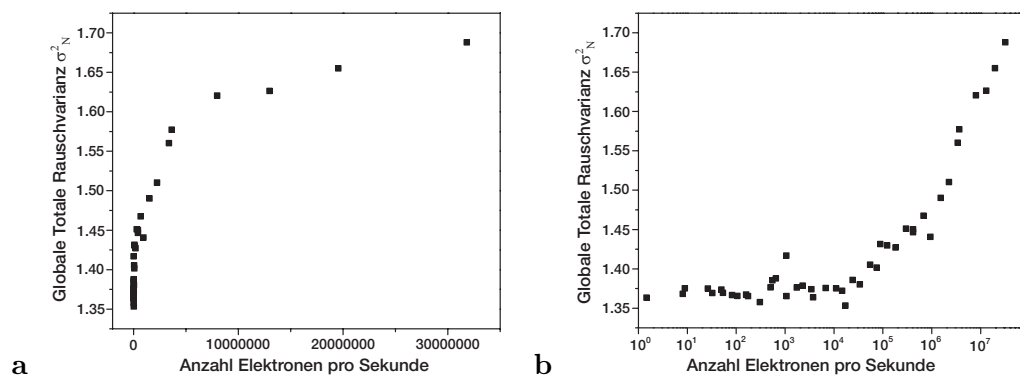 Globale Totale Rauschvarianz σ²N
1.70
1.65
1.60
1.55
1.50
1.45
1.40
1.35
0 10000000 20000000 30000000
Anzahl Elektronen pro Sekunde
a
Globale Totale Rauschvarianz σ²N
1.70
1.65
1.60
1.55
1.50
1.45
1.40
1.35
10⁰ 10¹ 10² 10³ 10⁴ 10⁵ 10⁶ 10⁷
Anzahl Elektronen pro Sekunde
b